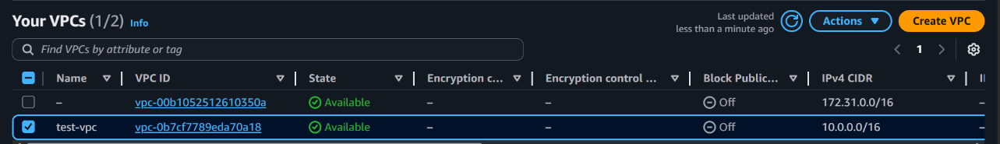 Your VPCs (1/2) Info
Last updated
less than a minute ago
Actions
Create VPC
Find VPCs by attribute or tag
1
Name VPC ID State Encryption c... Encryption control ... Block Public... IPv4 CIDR
– vpc-00b1052512610350a Available – – Off 172.31.0.0/16 –
test-vpc vpc-0b7cf7789eda70a18 Available – – Off 10.0.0.0/16 –